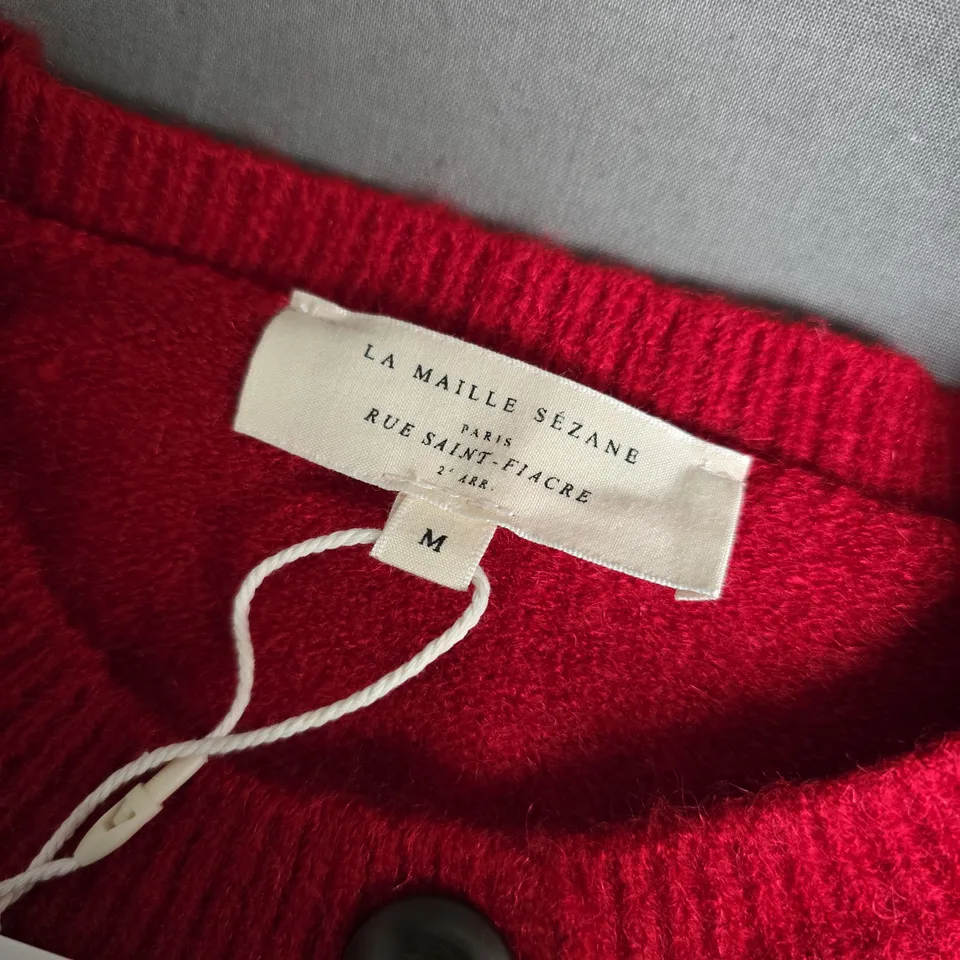 LA MAILLE SÉZANE
PARIS
RUE SAINT-FIACRE
2ᵉ ARR.
M